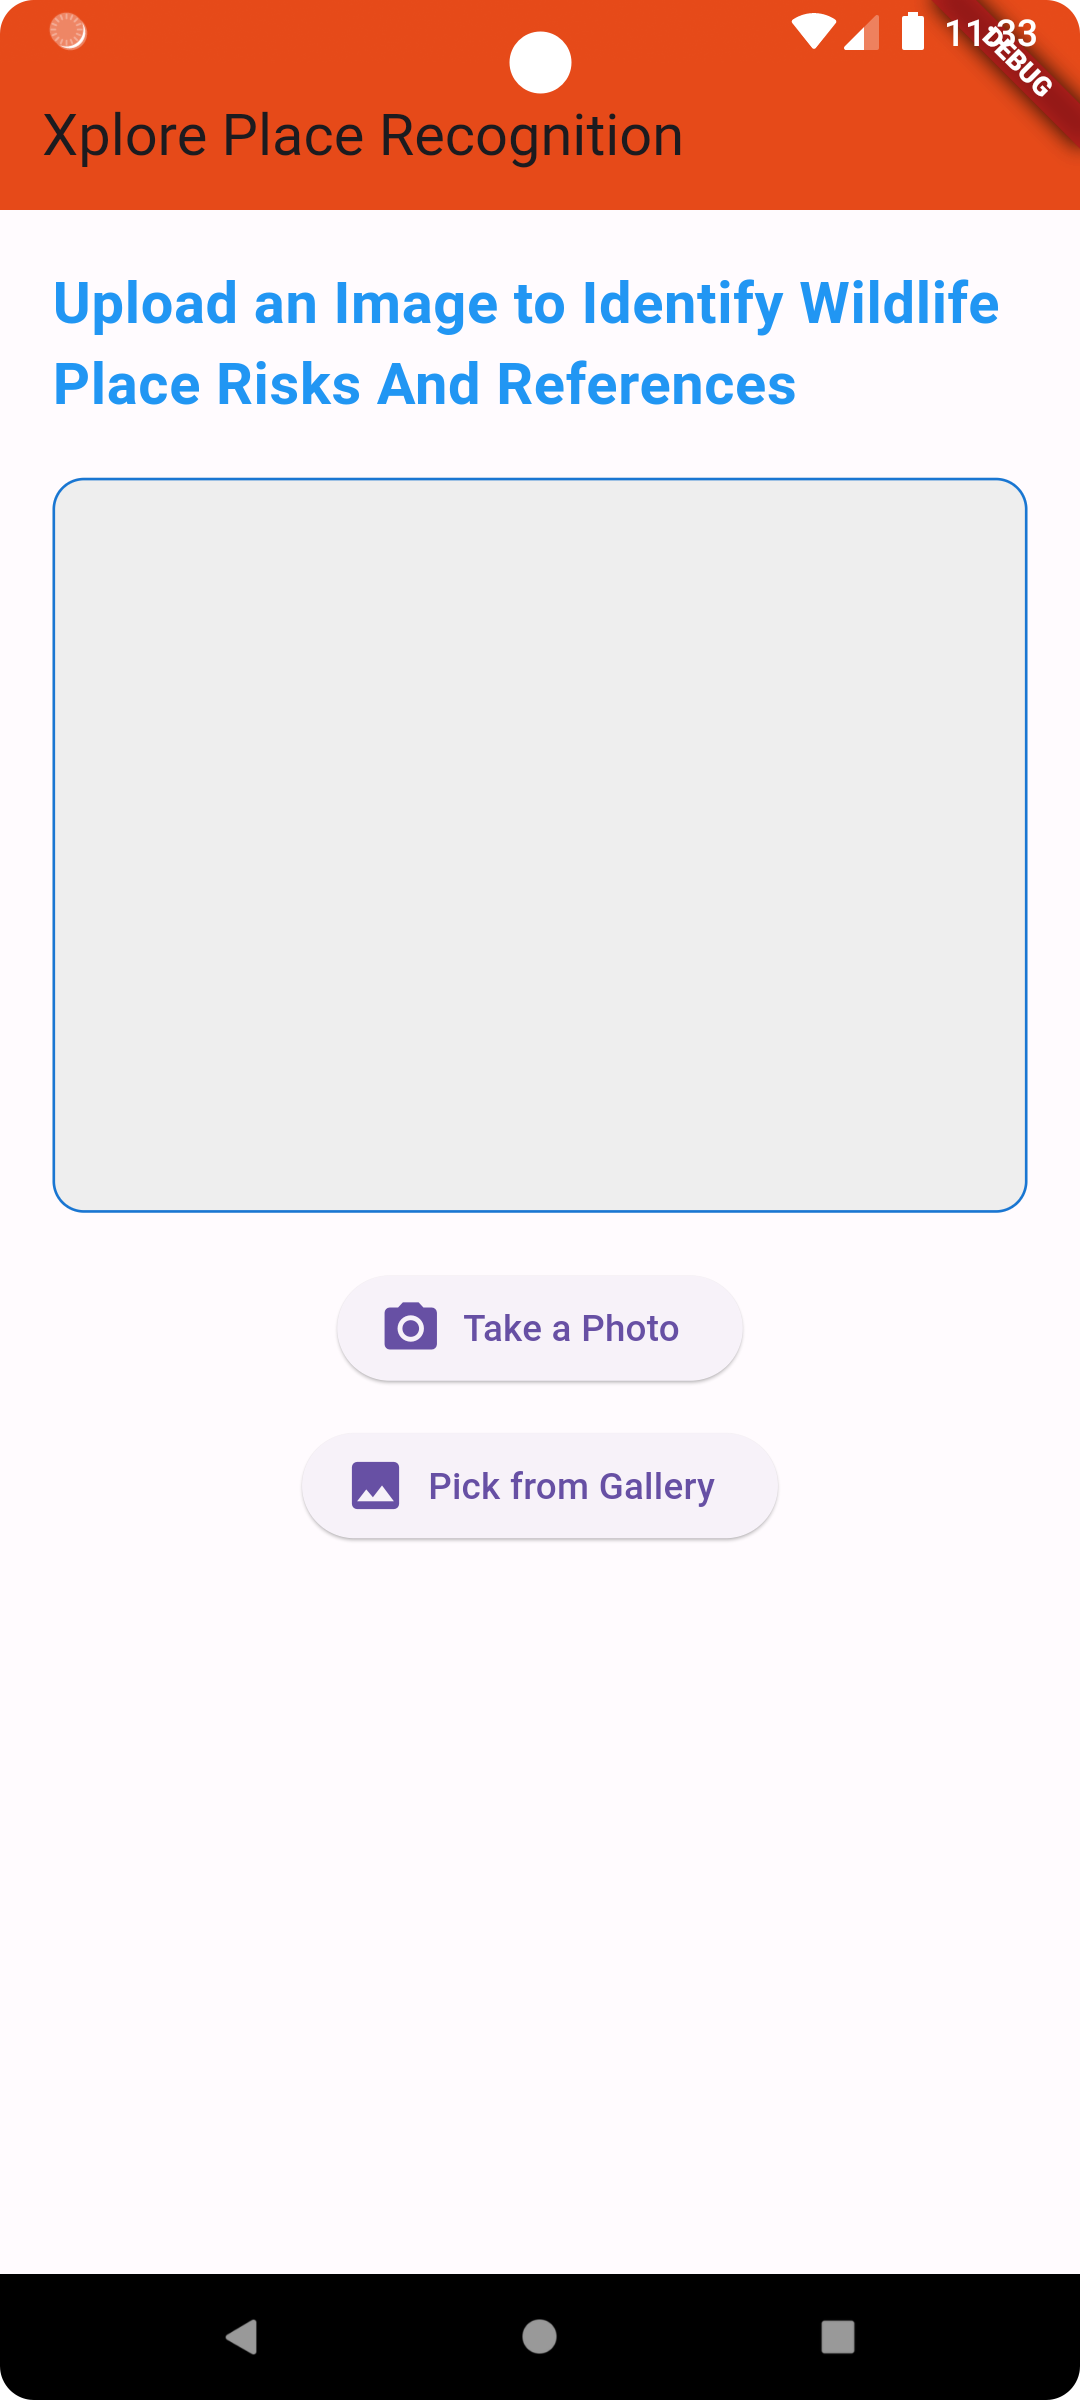 11:33
DEBUG
Xplore Place Recognition
Upload an Image to Identify Wildlife
Place Risks And References
Take a Photo
Pick from Gallery